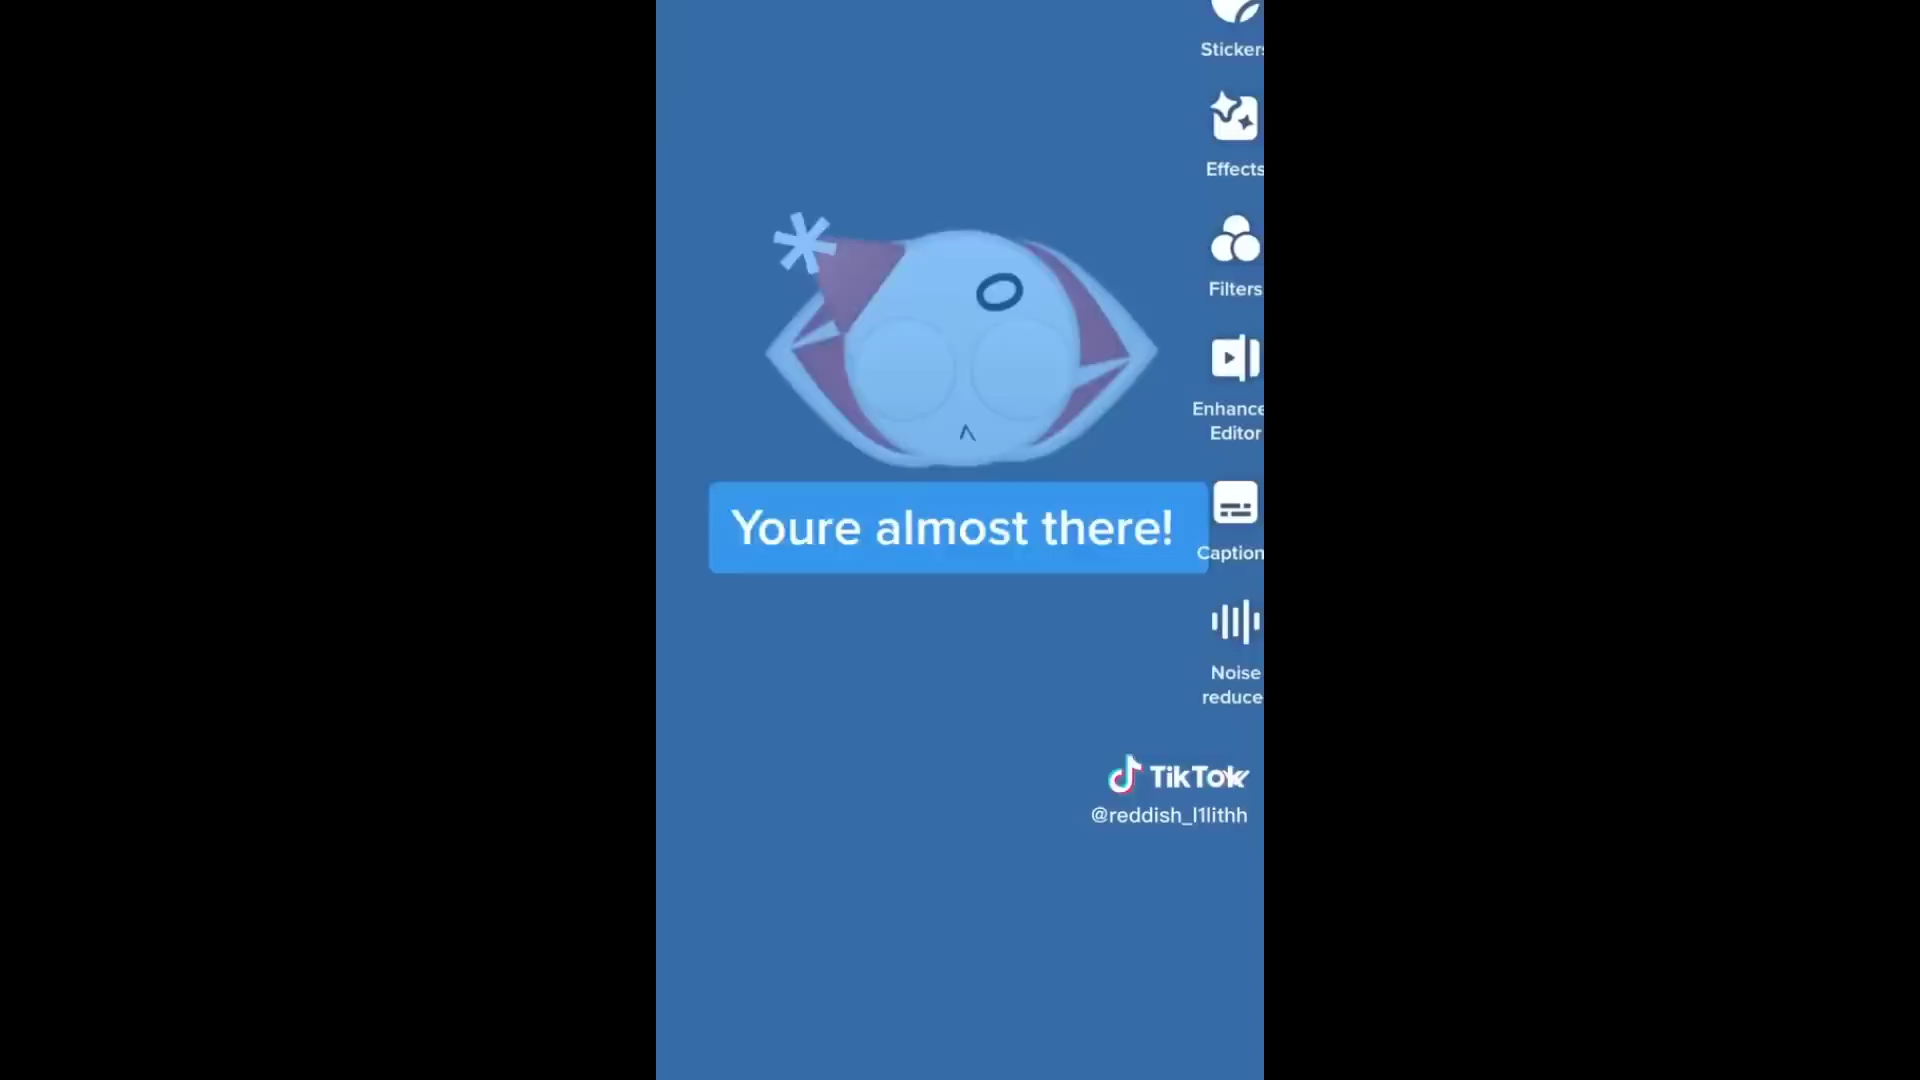 Stickers
Effects
Filters
Enhance
Editor
Youre almost there!
Caption
Noise
reduce
TikTok
@reddish_l1lithh